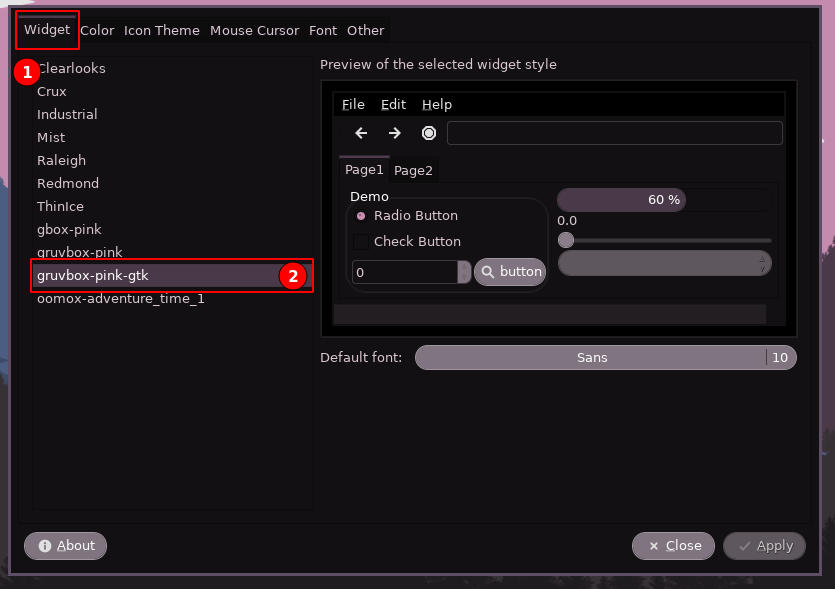 Widget Color Icon Theme Mouse Cursor Font Other
1
Clearlooks
Crux
Industrial
Mist
Raleigh
Redmond
ThinIce
gbox-pink
gruvbox-pink
gruvbox-pink-gtk 2
oomox-adventure_time_1
Preview of the selected widget style
File Edit Help
Page1 Page2
Demo
Radio Button
Check Button
0 button
60 %
0.0
Default font: Sans 10
About Close Apply